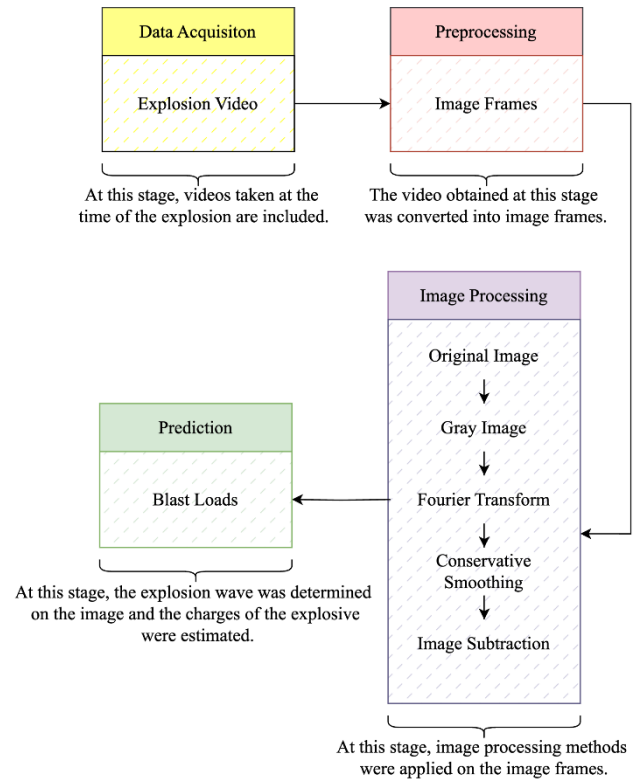 Data Acquisiton
Explosion Video
At this stage, videos taken at the
time of the explosion are included.
Preprocessing
Image Frames
The video obtained at this stage
was converted into image frames.
Image Processing
Original Image
Gray Image
Fourier Transform
Conservative
Smoothing
Image Subtraction
At this stage, image processing methods
were applied on the image frames.
Prediction
Blast Loads
At this stage, the explosion wave was determined
on the image and the charges of the explosive
were estimated.